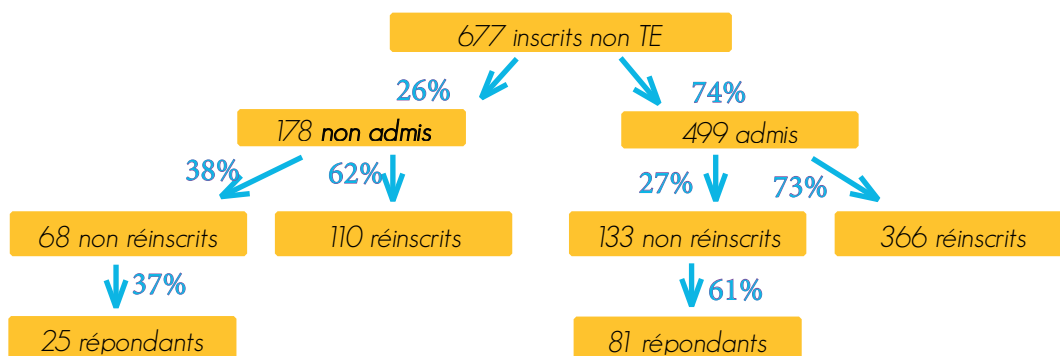 677 inscrits non TE
26%
74%
178 non admis
499 admis
38%
62%
27%
73%
68 non réinscrits
110 réinscrits
133 non réinscrits
366 réinscrits
37%
61%
25 répondants
81 répondants